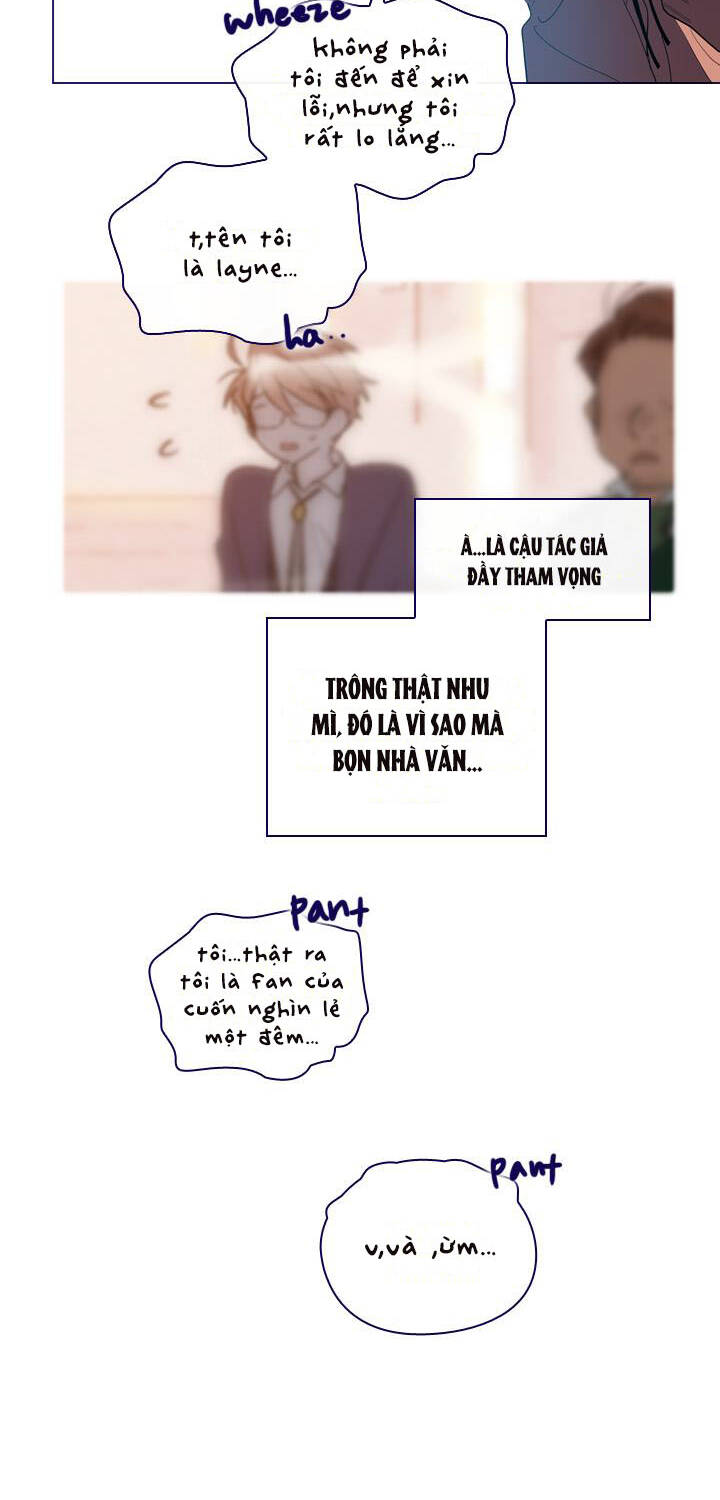 wheeze
không phải
tôi đến để xin
lỗi,nhưng tôi
rất lo lắng...
t,tên tôi
là layne...
ha..
À...LÀ CẬU TÁC GIẢ
ĐẦY THAM VỌNG
TRÔNG THẬT NHU
MÌ, ĐÓ LÀ VÌ SAO MÀ
BỌN NHÀ VĂN...
pant
tôi...thật ra
tôi là fan của
cuốn nghìn lẻ
một đêm...
pant
v,và ,ừm...